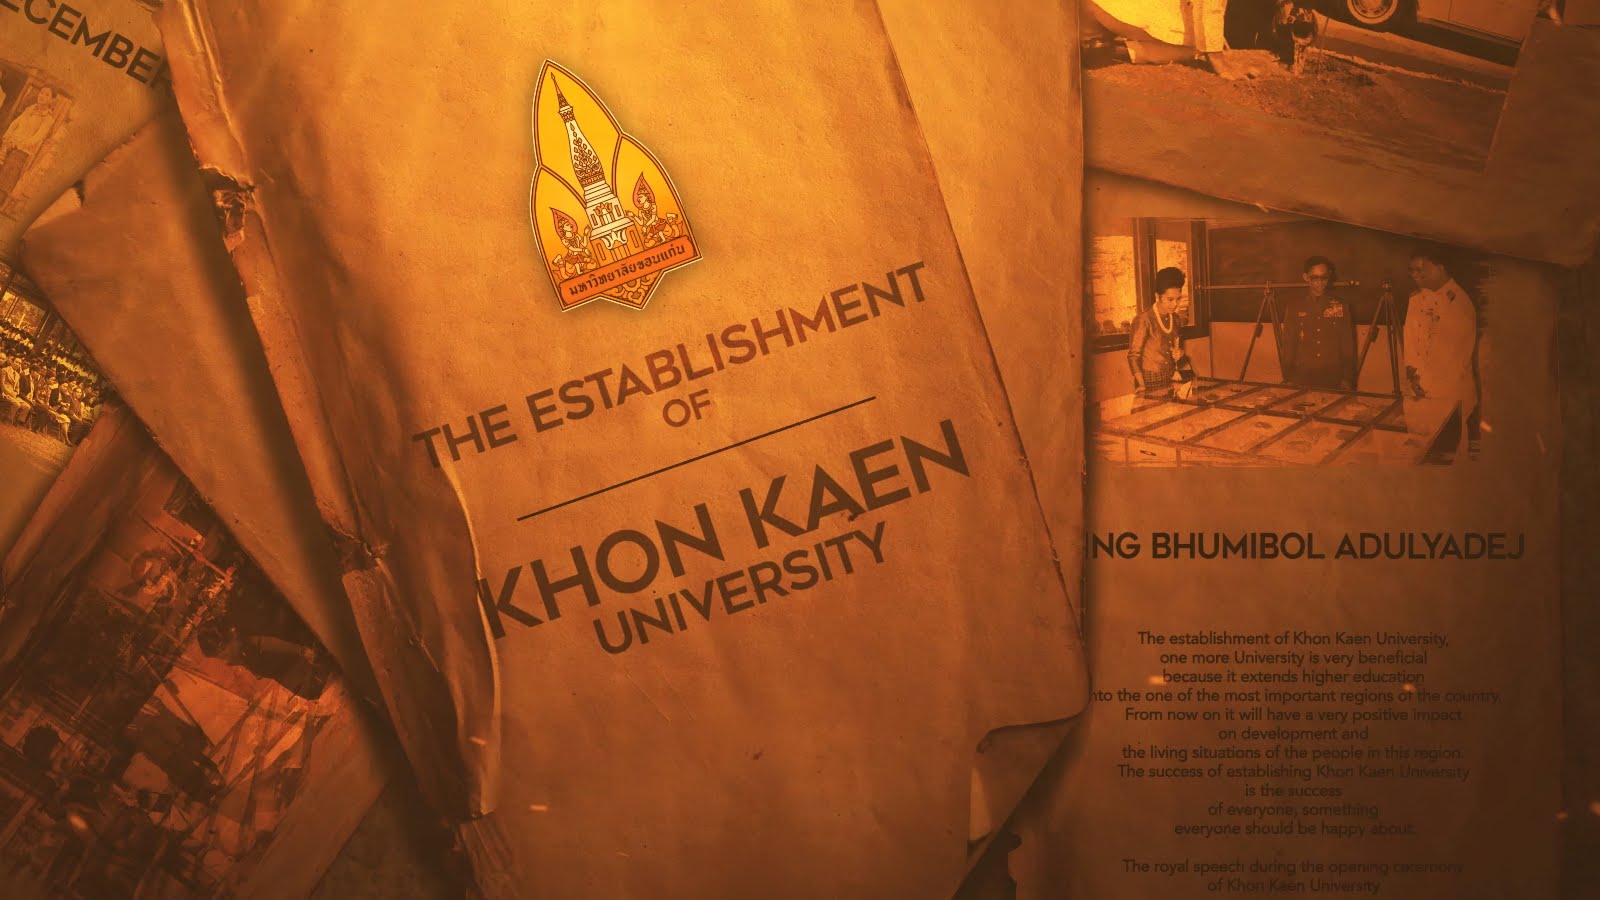 ECEMBER
มหาวิทยาลัยขอนแก่น
THE ESTABLISHMENT
OF
KHON KAEN
UNIVERSITY
NG BHUMIBOL ADULYADEJ
The establishment of Khon Kaen University,
one more University is very beneficial
because it extends higher education
nto the one of the most important regions of the country.
From now on it will have a very positive impact
on development and
the living situations of the people in this region.
The success of establishing Khon Kaen University
is the success
of everyone, something
everyone should be happy about.
The royal speech during the opening ceremony
of Khon Kaen University